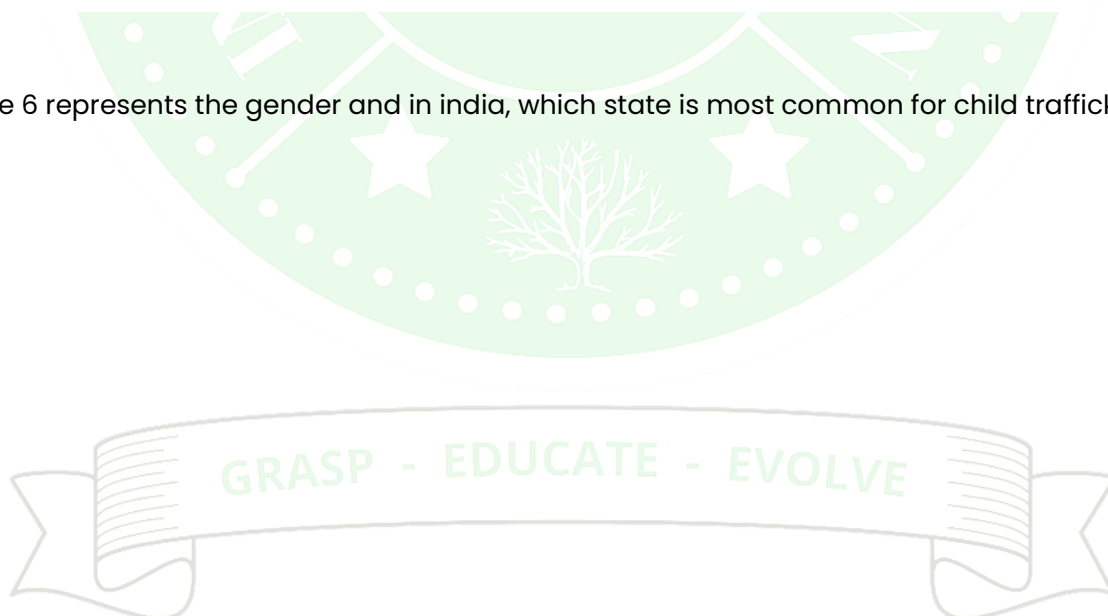 e 6 represents the gender and in india, which state is most common for child traffick
GRASP - EDUCATE - EVOLVE